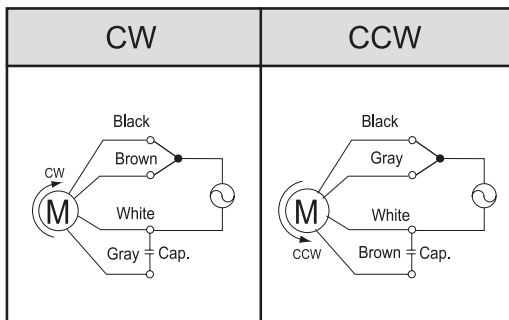 CW
CCW
Black
Brown
CW
M
White
Gray
Cap.
Black
Gray
M
White
CCW
Brown
Cap.